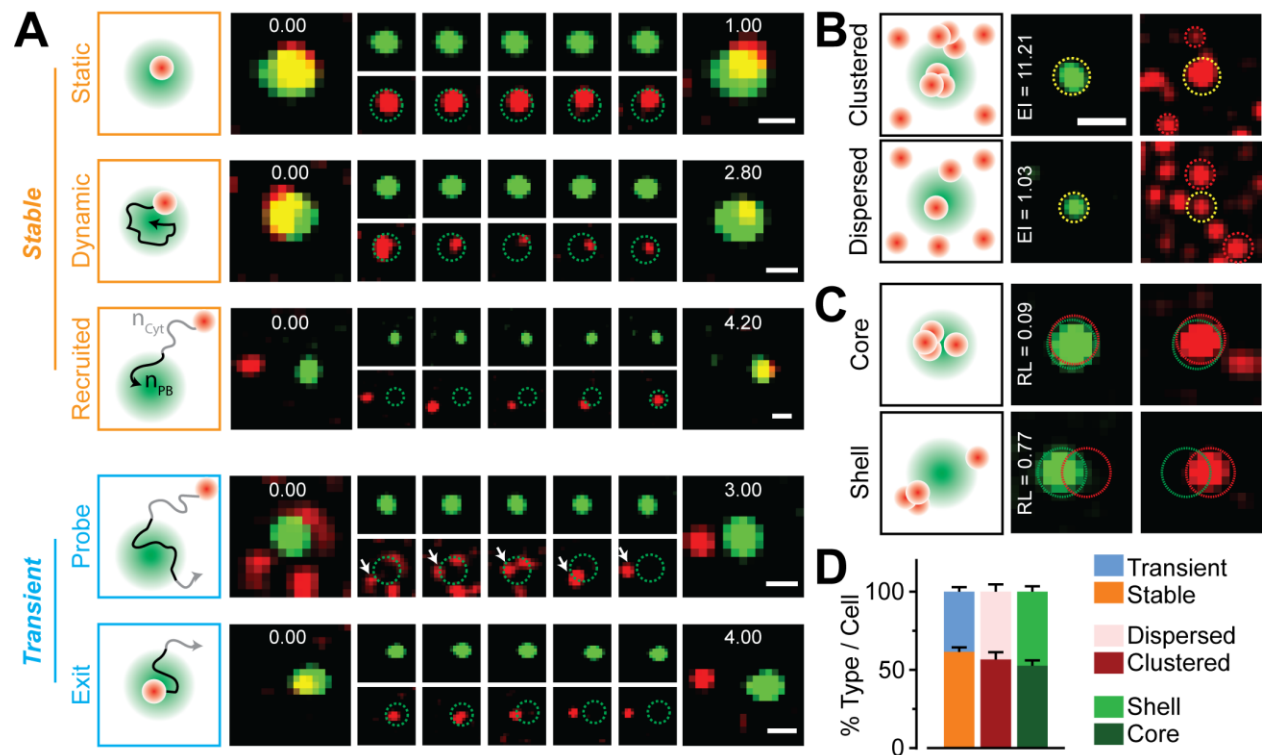 A
Stable
Static
0.00
1.00
Dynamic
0.00
2.80
Recruited
nCyt
nPB
0.00
4.20
Transient
Probe
0.00
3.00
Exit
0.00
4.00
B
Clustered
EI = 11.21
Dispersed
EI = 1.03
C
Core
RL = 0.09
Shell
RL = 0.77
D
% Type / Cell
100
50
0
Transient
Stable
Dispersed
Clustered
Shell
Core